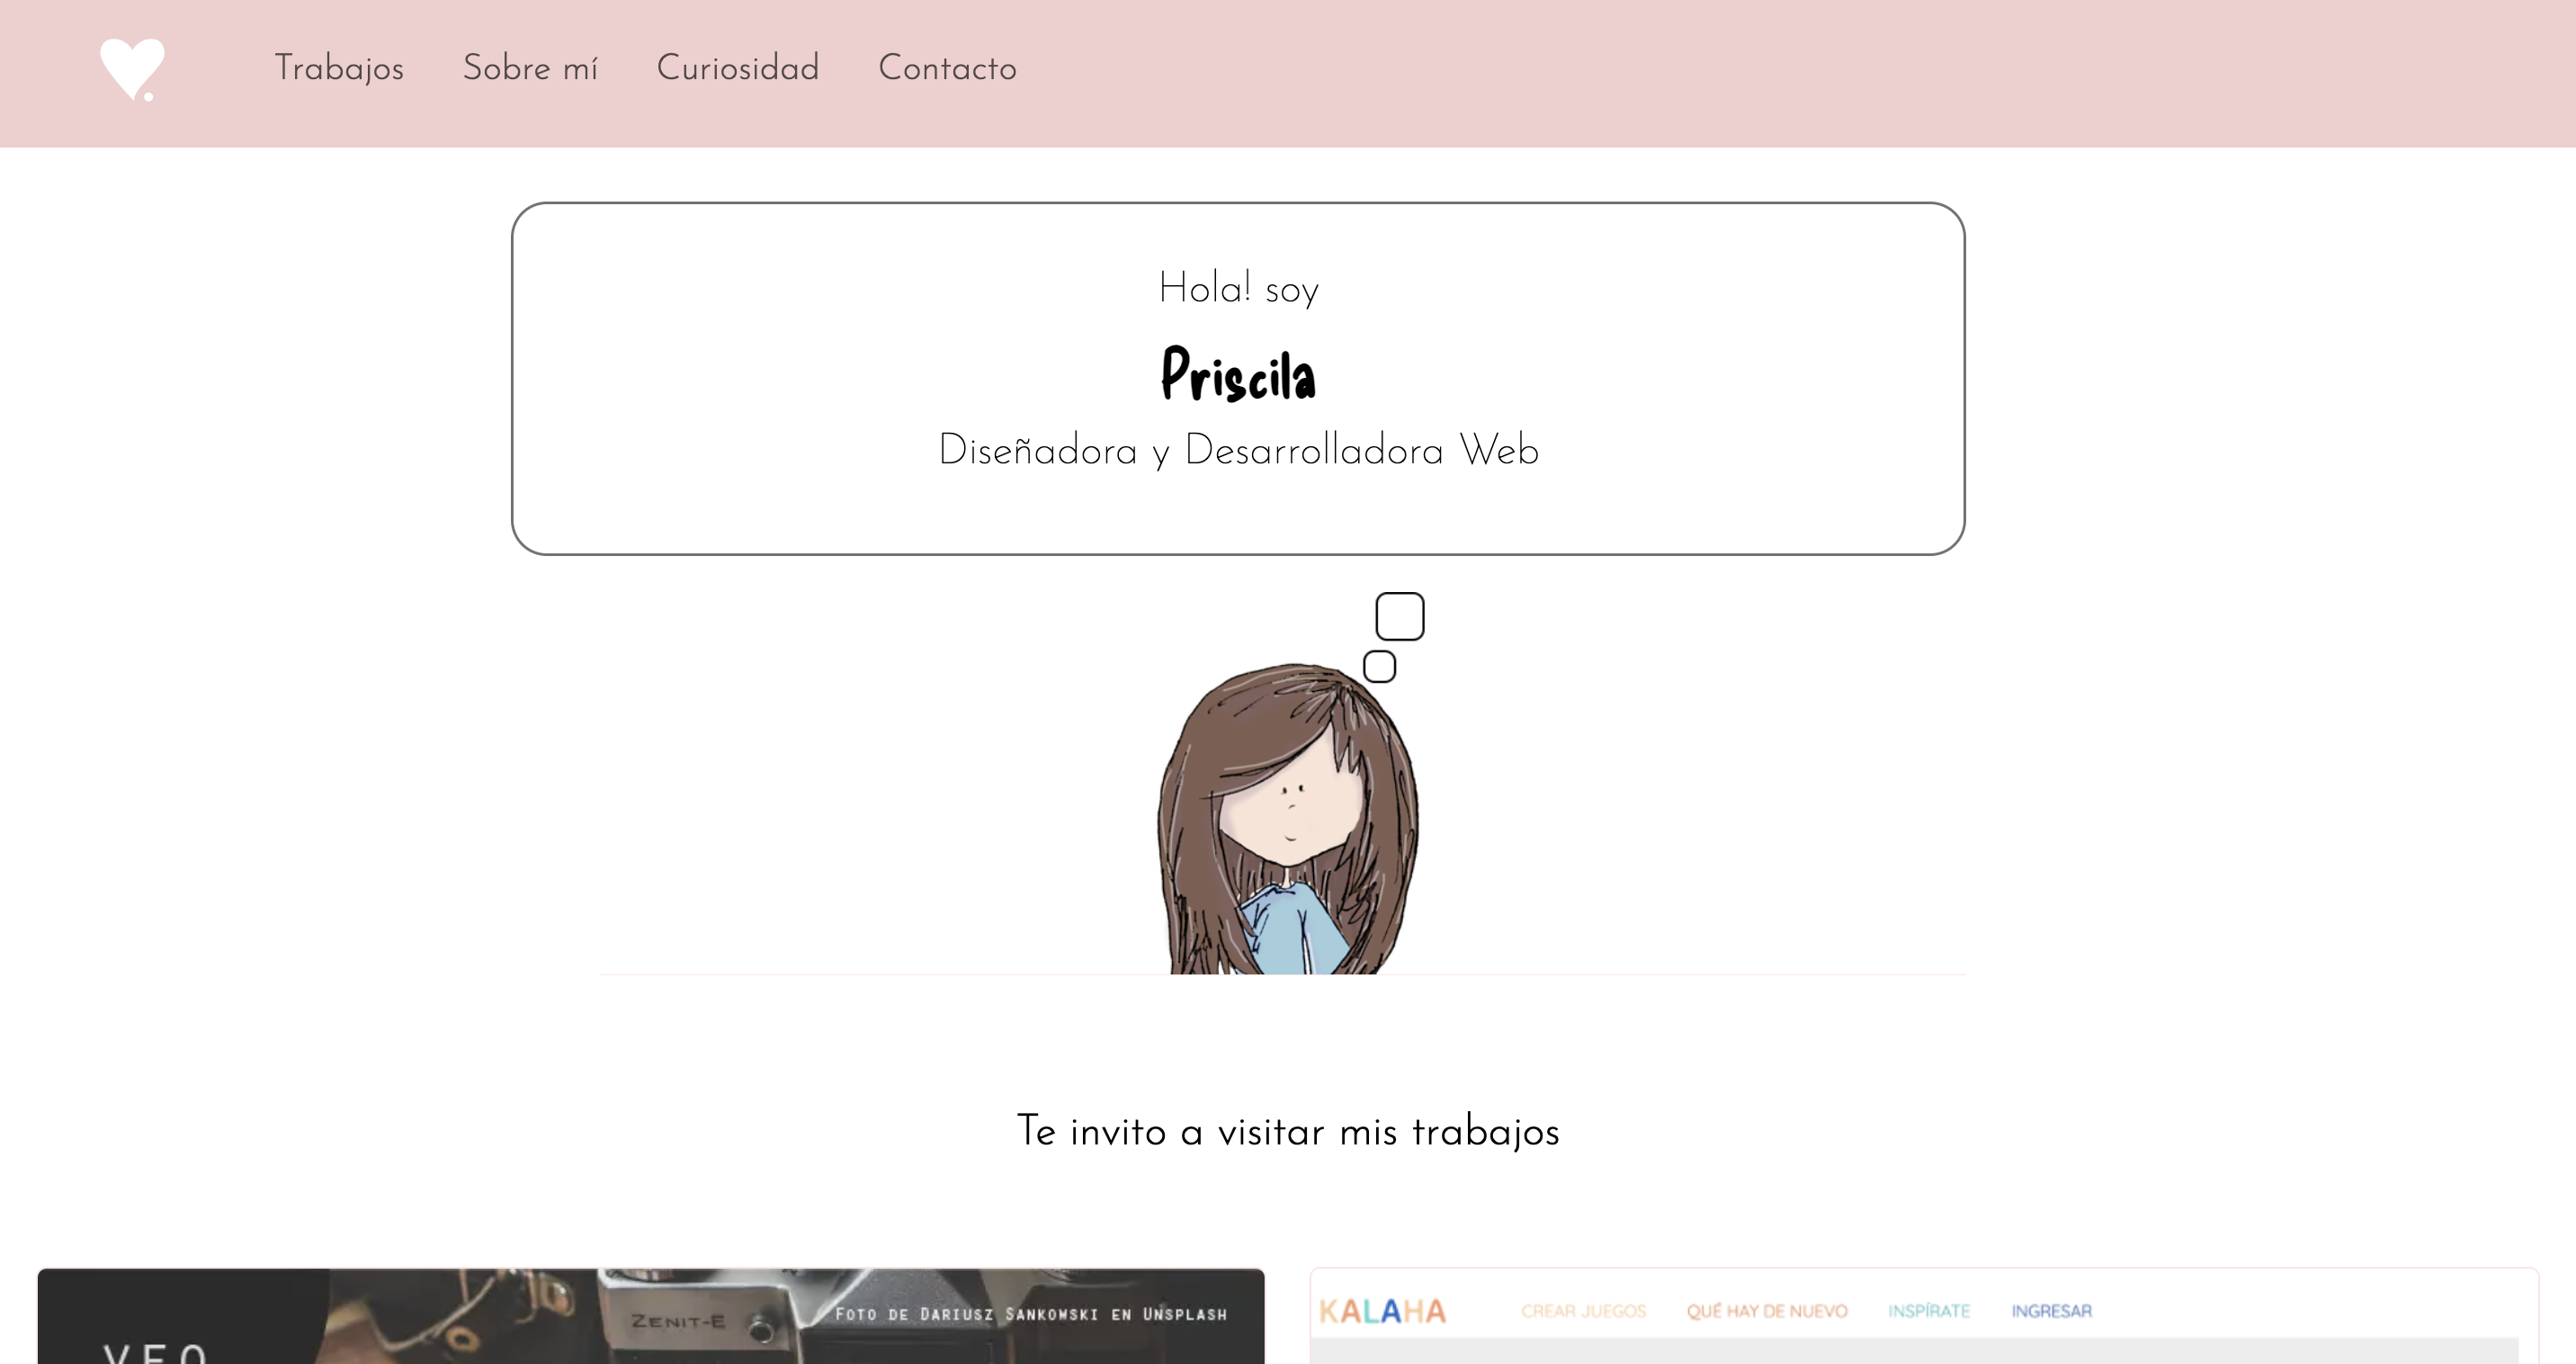 Trabajos Sobre mí Curiosidad Contacto
Hola! soy
Priscila
Diseñadora y Desarrolladora Web
Te invito a visitar mis trabajos
ZENIT-E
FOTO DE DARIUSZ SANKOWSKI EN UNSPLASH
VEO
KALAHA CREAR JUEGOS QUÉ HAY DE NUEVO INSPÍRATE INGRESAR